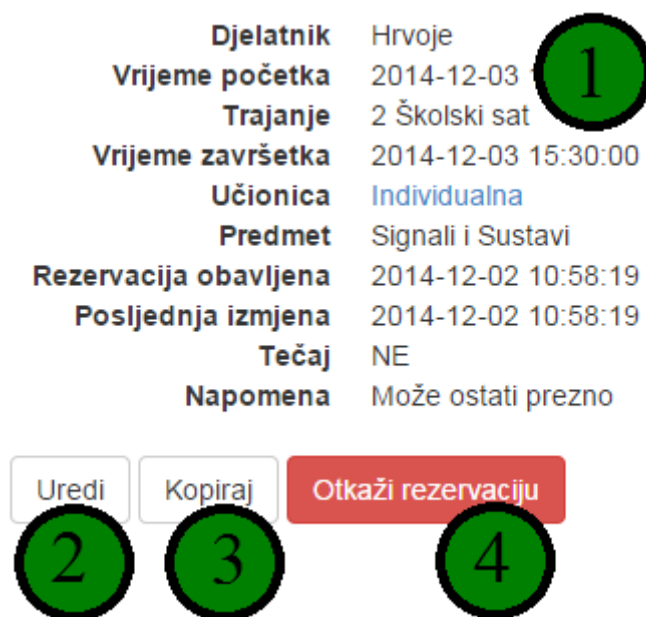 Djelatnik Hrvoje
Vrijeme početka 2014-12-03
1
Trajanje 2 Školski sat
Vrijeme završetka 2014-12-03 15:30:00
Učionica Individualna
Predmet Signali i Sustavi
Rezervacija obavljena 2014-12-02 10:58:19
Posljednja izmjena 2014-12-02 10:58:19
Tečaj NE
Napomena Može ostati prezno
Uredi Kopiraj Otkaži rezervaciju
2 3 4